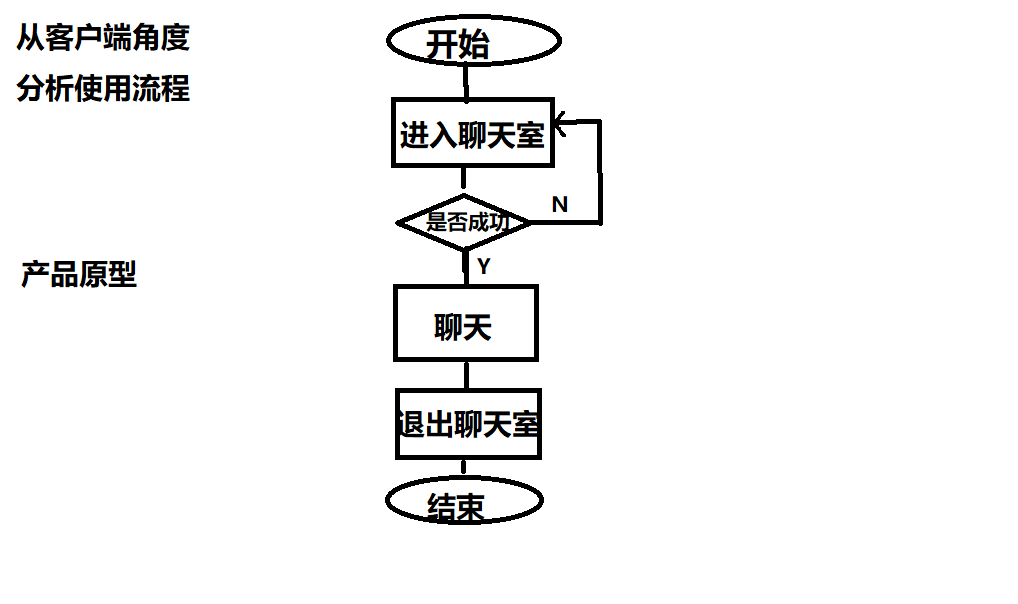 从客户端角度
分析使用流程
产品原型
开始
进入聊天室
是否成功
N
Y
聊天
退出聊天室
结束